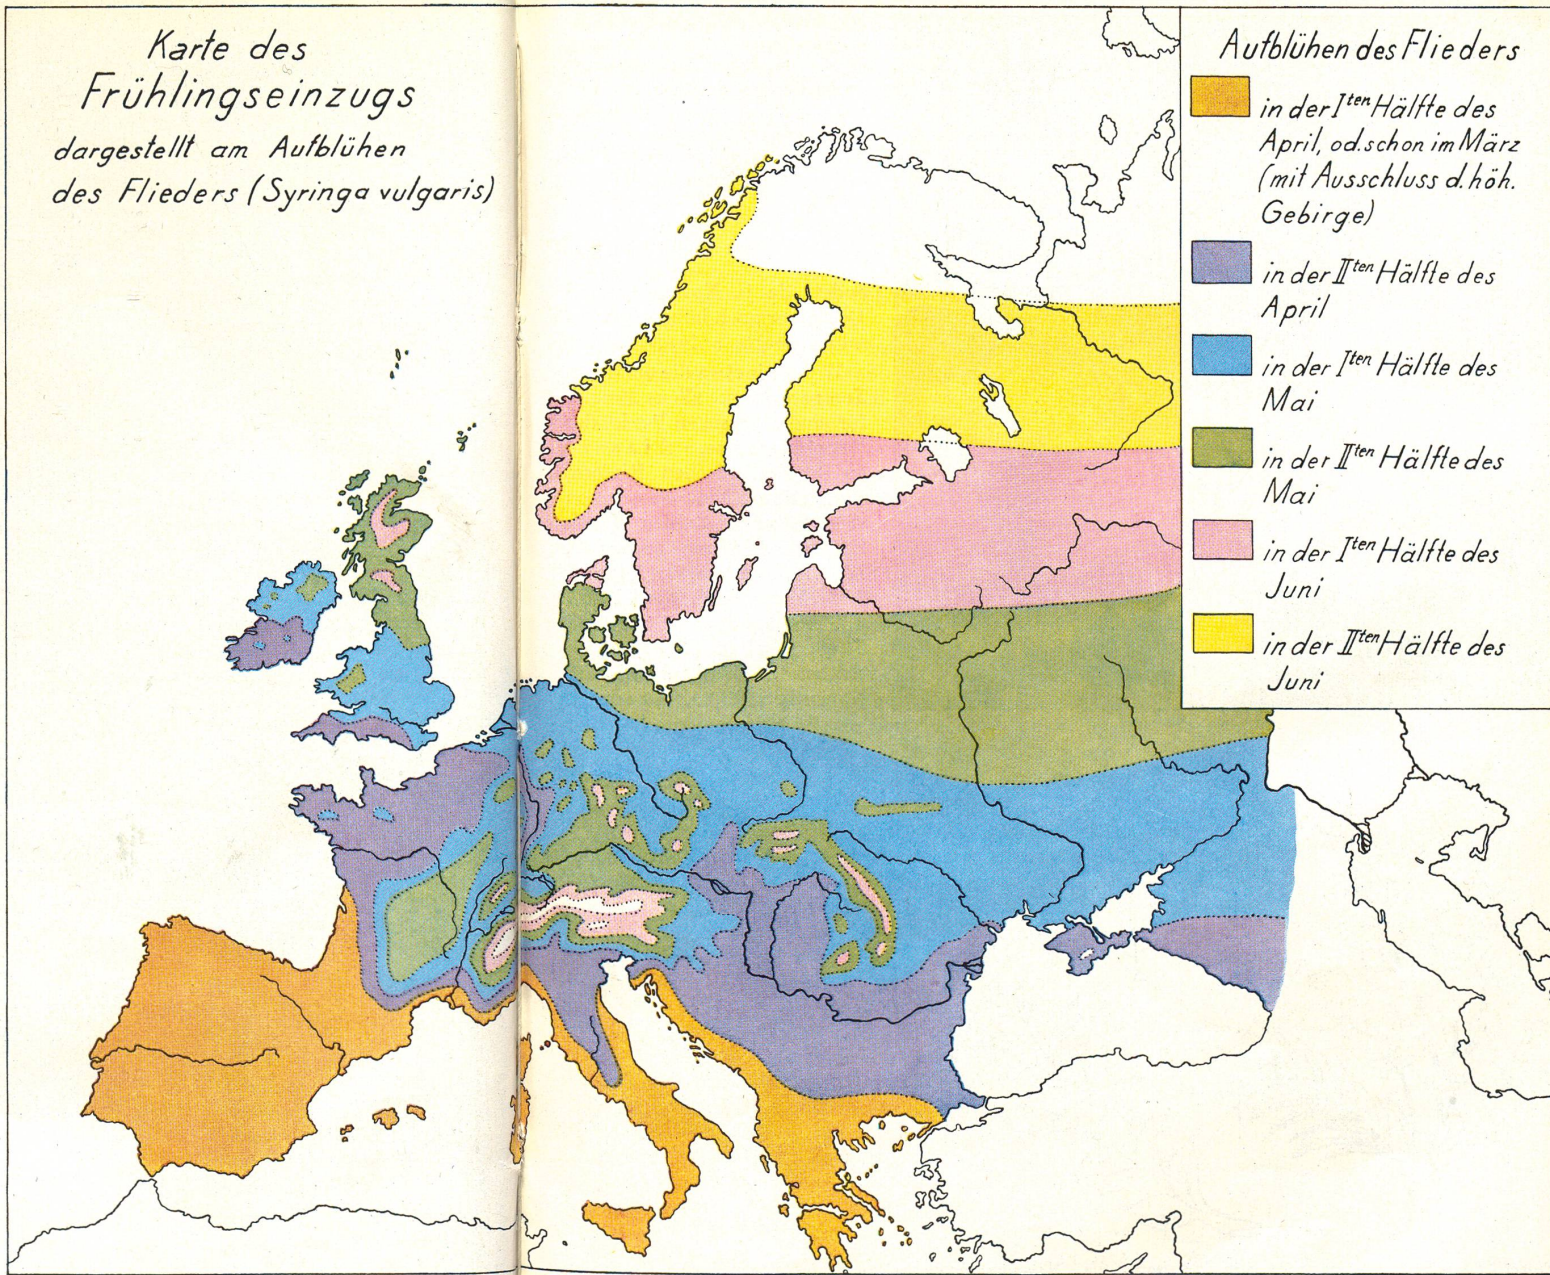 Karte des
Frühlingseinzugs
dargestellt am Aufblühen
des Flieders (Syringa vulgaris)
Aufblühen des Flieders
in der Iten Hälfte des
April, od. schon im März
(mit Ausschluss d. höh.
Gebirge)
in der IIten Hälfte des
April
in der Iten Hälfte des
Mai
in der IIten Hälfte des
Mai
in der Iten Hälfte des
Juni
in der IIten Hälfte des
Juni